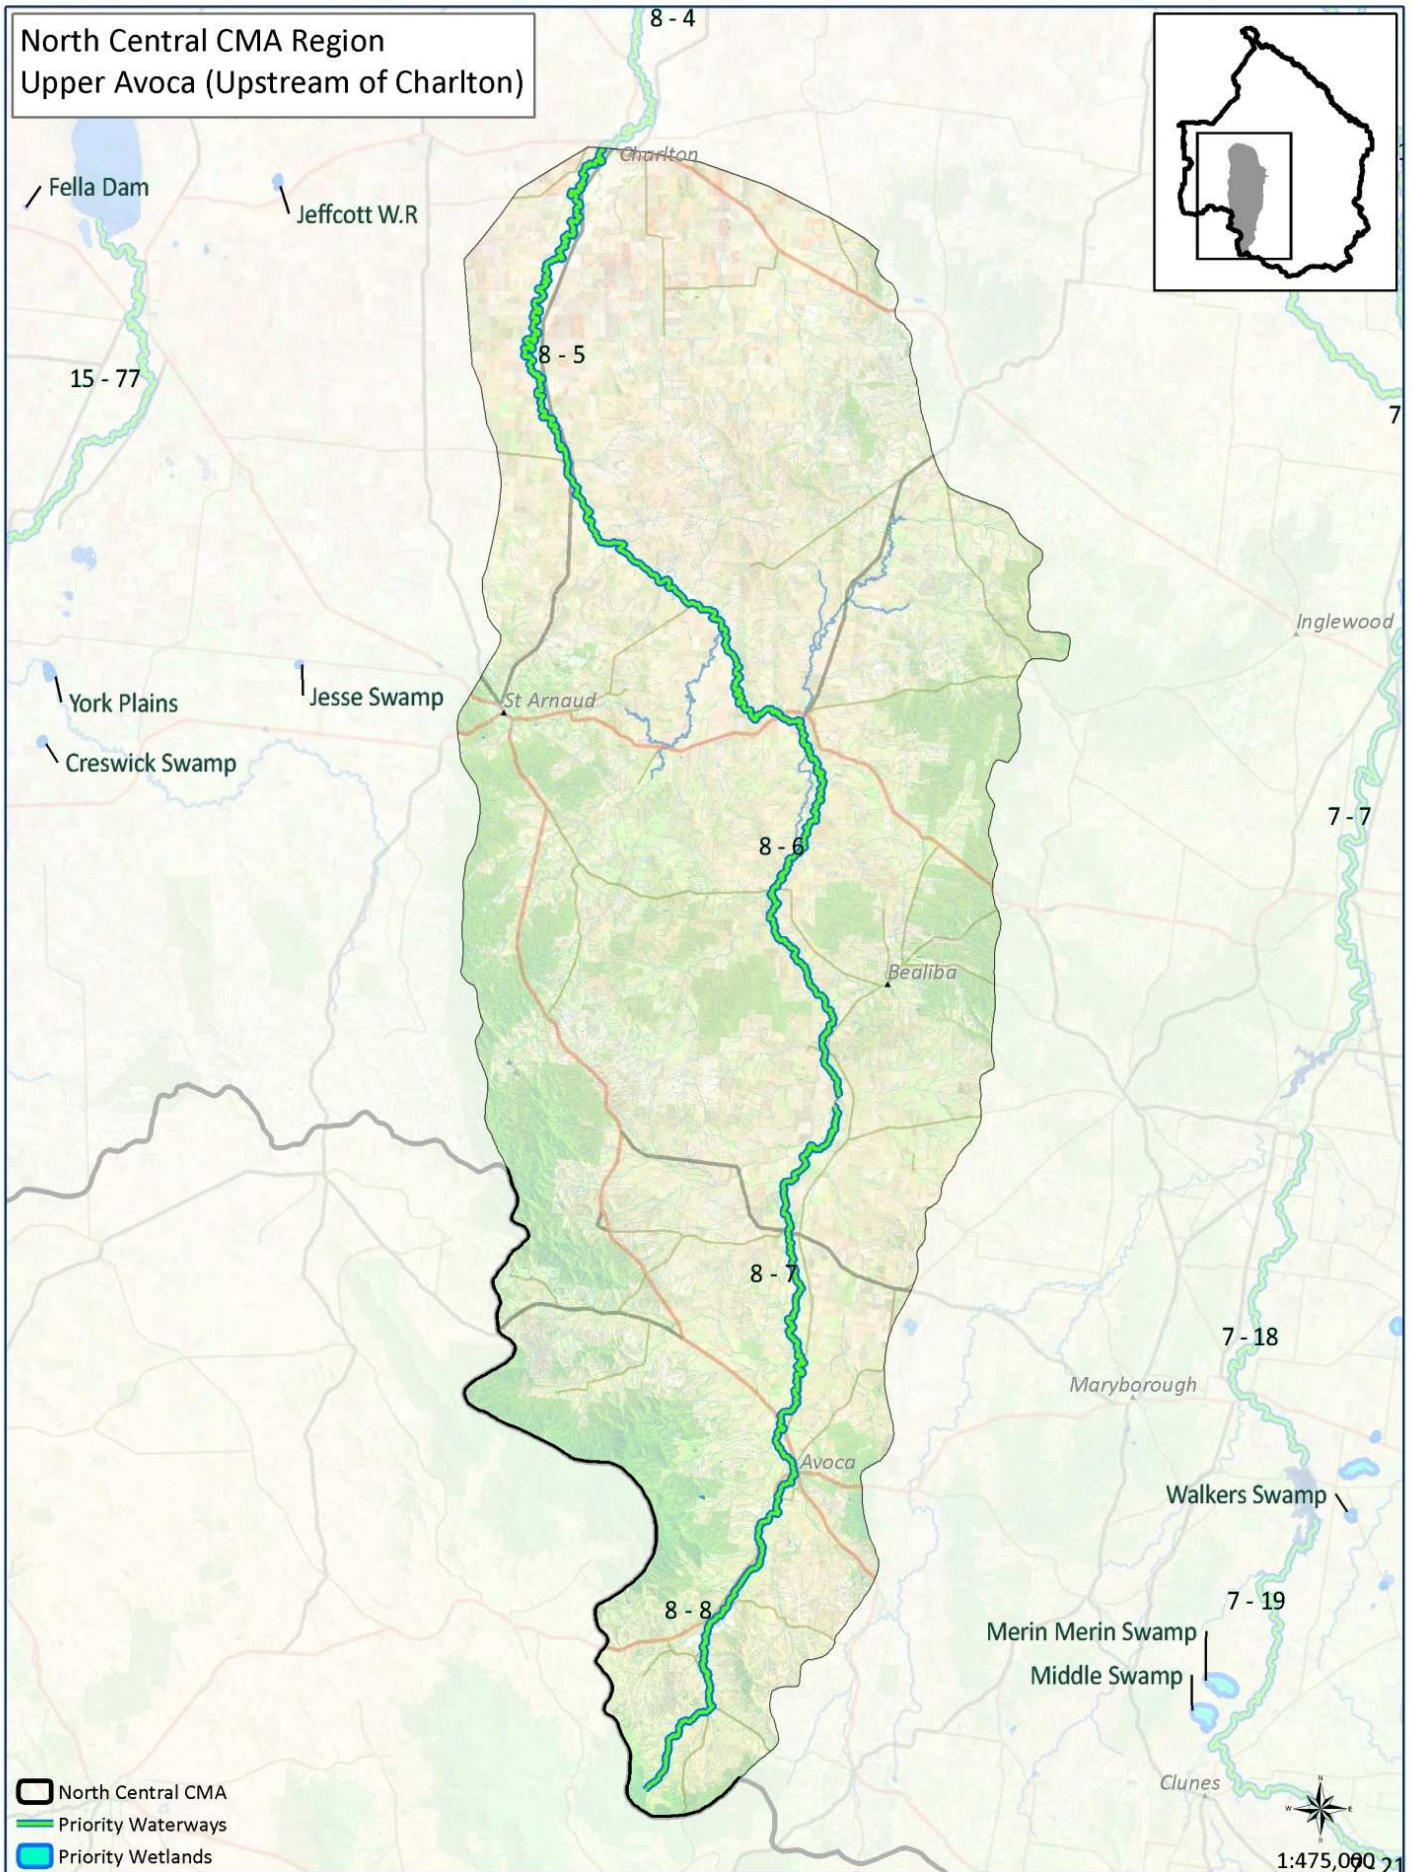 North Central CMA Region
Upper Avoca (Upstream of Charlton)
8 - 4
Charlton
Fella Dam
Jeffcott W.R
8 - 5
15 - 77
7
Inglewood
York Plains
Jesse Swamp
St Arnaud
Creswick Swamp
7 - 7
8 - 6
Bealiba
8 - 7
7 - 18
Maryborough
Avoca
Walkers Swamp
7 - 19
8 - 8
Merin Merin Swamp
Middle Swamp
Clunes
North Central CMA
Priority Waterways
Priority Wetlands
N
W
E
1:475,000
21